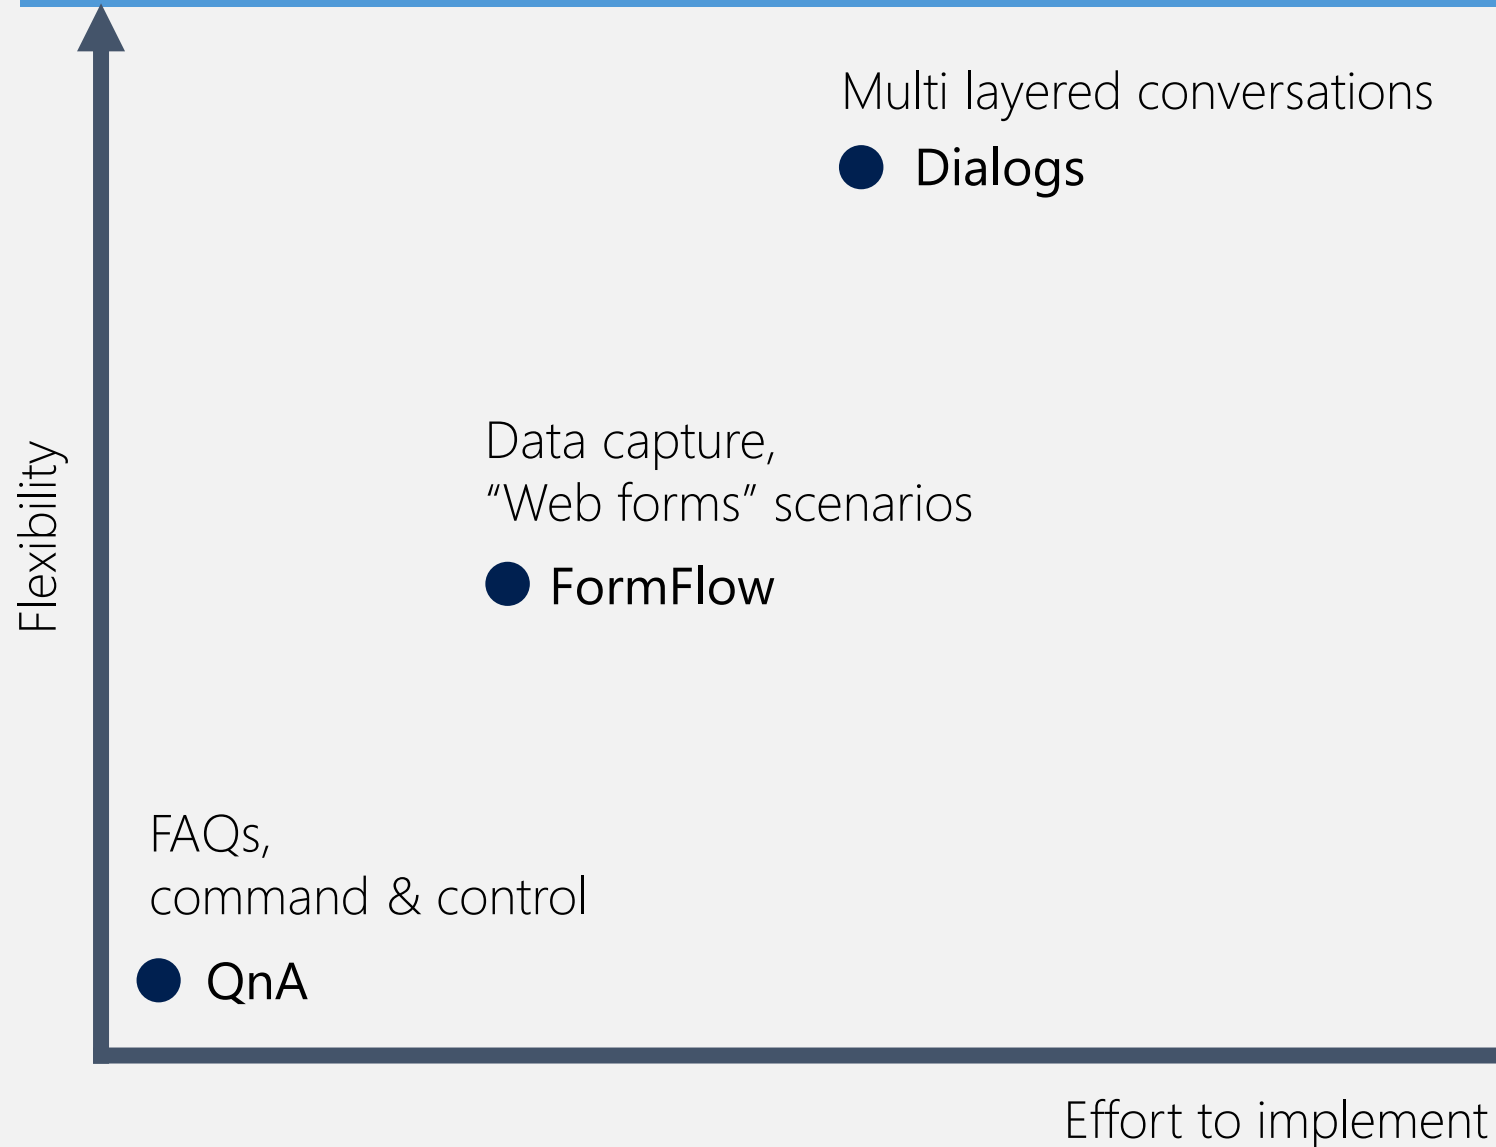 Multi layered conversations
Dialogs
Data capture,
“Web forms” scenarios
FormFlow
Flexibility
FAQs,
command & control
QnA
Effort to implement